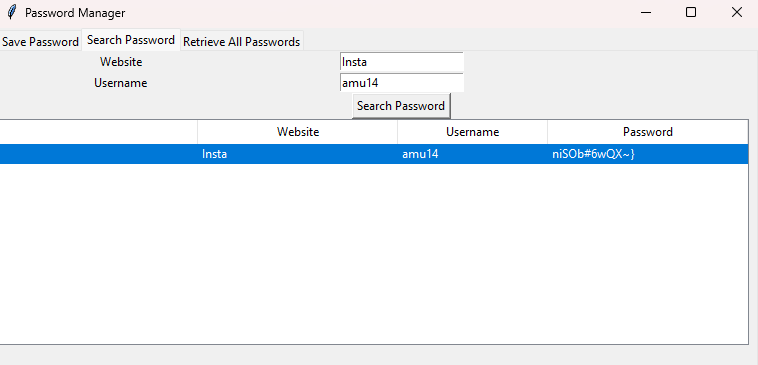 Password Manager
Save Password Search Password Retrieve All Passwords
Website Insta
Username amu14
Search Password
Website Username Password
Insta amu14 niSOb#6wQX~}